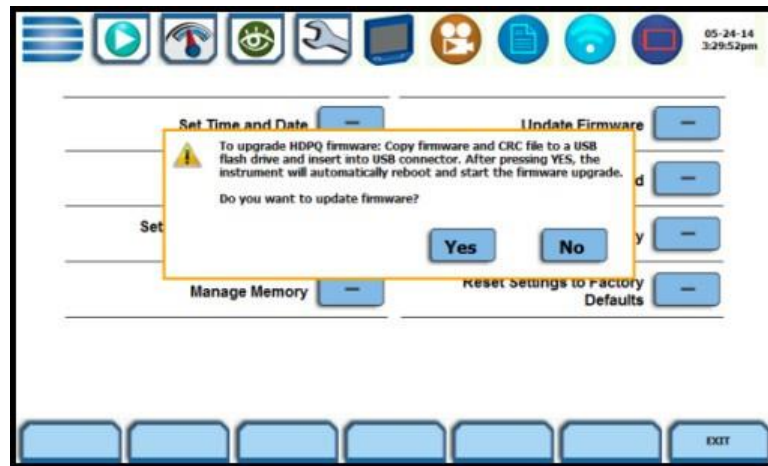 05-24-14
3:29:52pm
Set Time and Date
Update Firmware
To upgrade HDPQ firmware: Copy firmware and CRC file to a USB
flash drive and insert into USB connector. After pressing YES, the
instrument will automatically reboot and start the firmware upgrade.
Do you want to update firmware?
d
Set
y
Yes
No
Manage Memory
Reset Settings to Factory
Defaults
EXIT